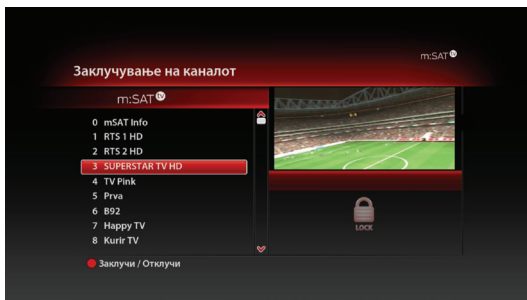 m:SAT tv
Заклучување на каналот
m:SAT tv
0 mSAT Info
1 RTS 1 HD
2 RTS 2 HD
3 SUPERSTAR TV HD
4 TV Pink
5 Prva
6 B92
7 Happy TV
8 Kurir TV
LOCK
Заклучи / Отклучи